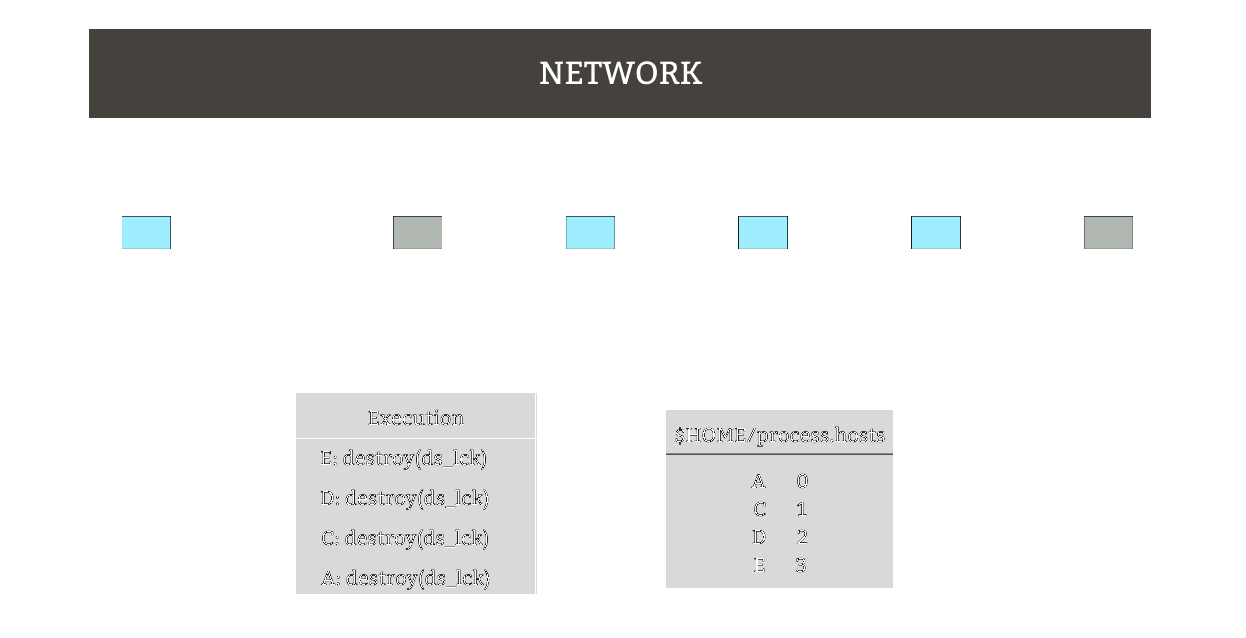 NETWORK
Execution
E: destroy(ds_lck)
D: destroy(ds_lck)
C: destroy(ds_lck)
A: destroy(ds_lck)
$HOME/process.hosts
A 0
C 1
D 2
E 3